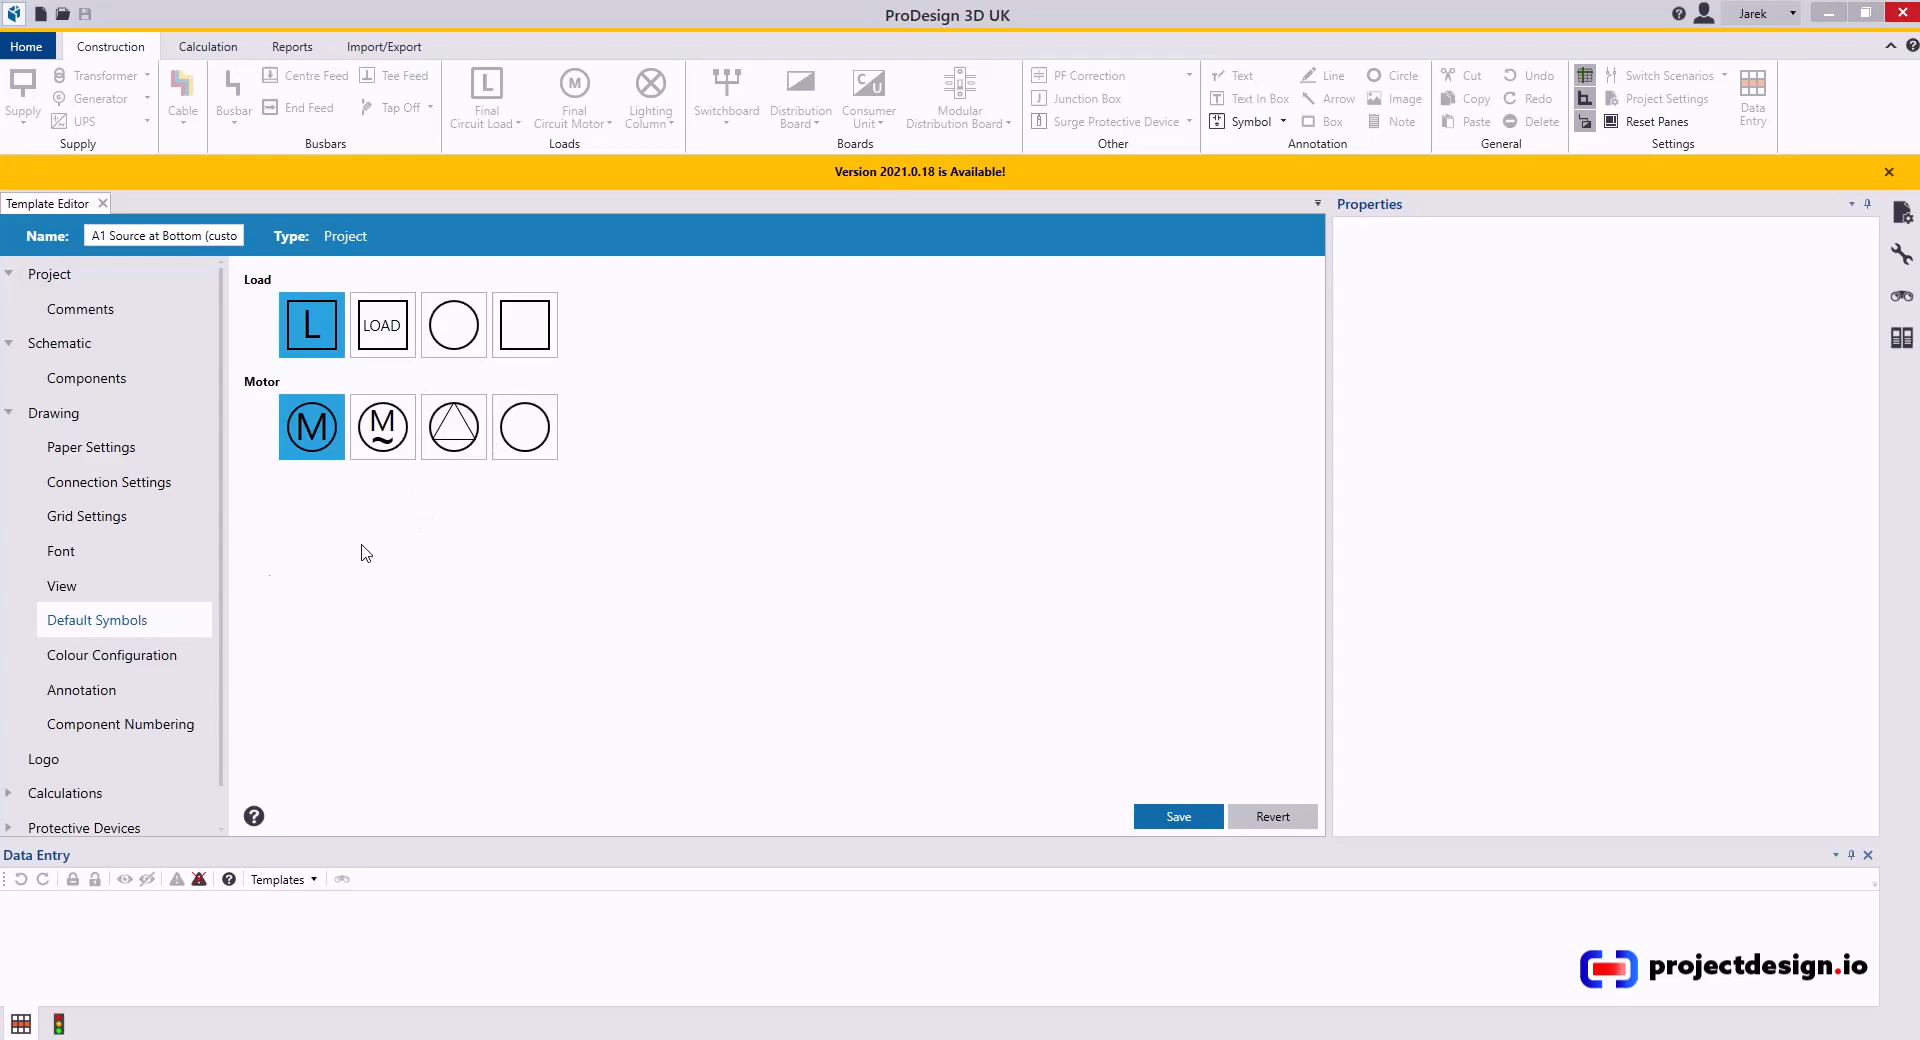 ProDesign 3D UK
Jarek
Home
Construction
Calculation
Reports
Import/Export
Supply
Transformer
Generator
UPS
Supply
Cable
Busbar
Centre Feed
End Feed
Tee Feed
Tap Off
Busbars
L
Final
Circuit Load
M
Final
Circuit Motor
Lighting
Column
Loads
Switchboard
Distribution
Board
C U
Consumer
Unit
Modular
Distribution Board
Boards
PF Correction
J
Junction Box
Surge Protective Device
Other
Text
Text In Box
Symbol
Line
Arrow
Box
Circle
Image
Note
Annotation
Cut
Copy
Paste
Undo
Redo
Delete
General
Switch Scenarios
Project Settings
Reset Panes
Data
Entry
Settings
Version 2021.0.18 is Available!
Template Editor
Properties
Name:
A1 Source at Bottom (custo
Type:
Project
Project
Comments
Schematic
Components
Drawing
Paper Settings
Connection Settings
Grid Settings
Font
View
Default Symbols
Colour Configuration
Annotation
Component Numbering
Logo
Calculations
Protective Devices
Load
L
LOAD
Motor
M
M
~
Save
Revert
Data Entry
Templates
projectdesign.io